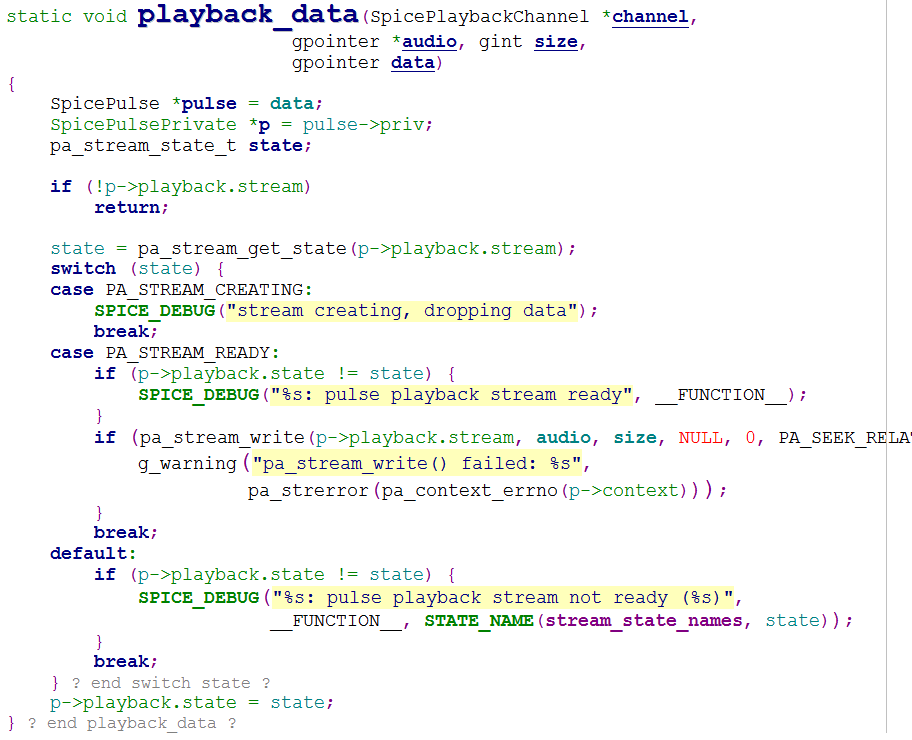 static void playback_data(SpicePlaybackChannel *channel,
                          gpointer *audio, gint size,
                          gpointer data)
{
    SpicePulse *pulse = data;
    SpicePulsePrivate *p = pulse->priv;
    pa_stream_state_t state;

    if (!p->playback.stream)
        return;

    state = pa_stream_get_state(p->playback.stream);
    switch (state) {
    case PA_STREAM_CREATING:
        SPICE_DEBUG("stream creating, dropping data");
        break;
    case PA_STREAM_READY:
        if (p->playback.state != state) {
            SPICE_DEBUG("%s: pulse playback stream ready", __FUNCTION__);
        }
        if (pa_stream_write(p->playback.stream, audio, size, NULL, 0, PA_SEEK_RELA
            g_warning("pa_stream_write() failed: %s",
                      pa_strerror(pa_context_errno(p->context)));
        }
        break;
    default:
        if (p->playback.state != state) {
            SPICE_DEBUG("%s: pulse playback stream not ready (%s)",
                        __FUNCTION__, STATE_NAME(stream_state_names, state));
        }
        break;
    } ? end switch state ?
    p->playback.state = state;
} ? end playback_data ?